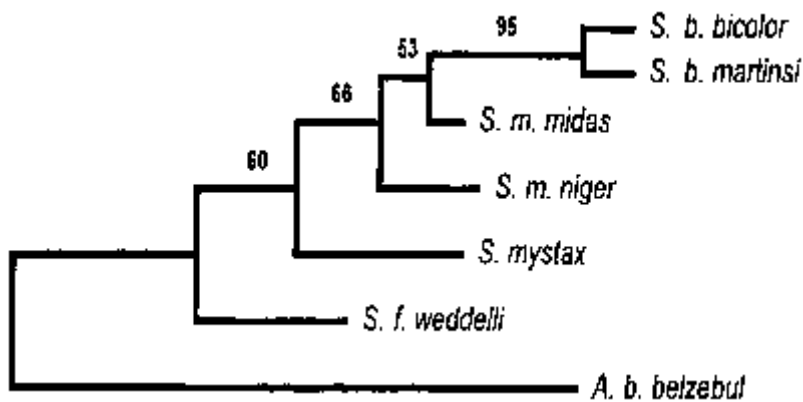 95
S. b. bicolor
53
S. b. martinsi
66
S. m. midas
60
S. m. niger
S. mystax
S. f. weddelli
A. b. belzebul